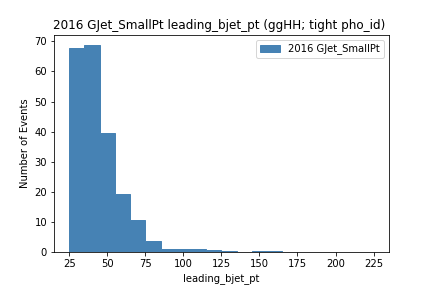 2016 GJet_SmallPt leading_bjet_pt (ggHH; tight pho_id)
2016 GJet_SmallPt
70
60
50
40
30
20
10
0
Number of Events
25 50 75 100 125 150 175 200 225
leading_bjet_pt